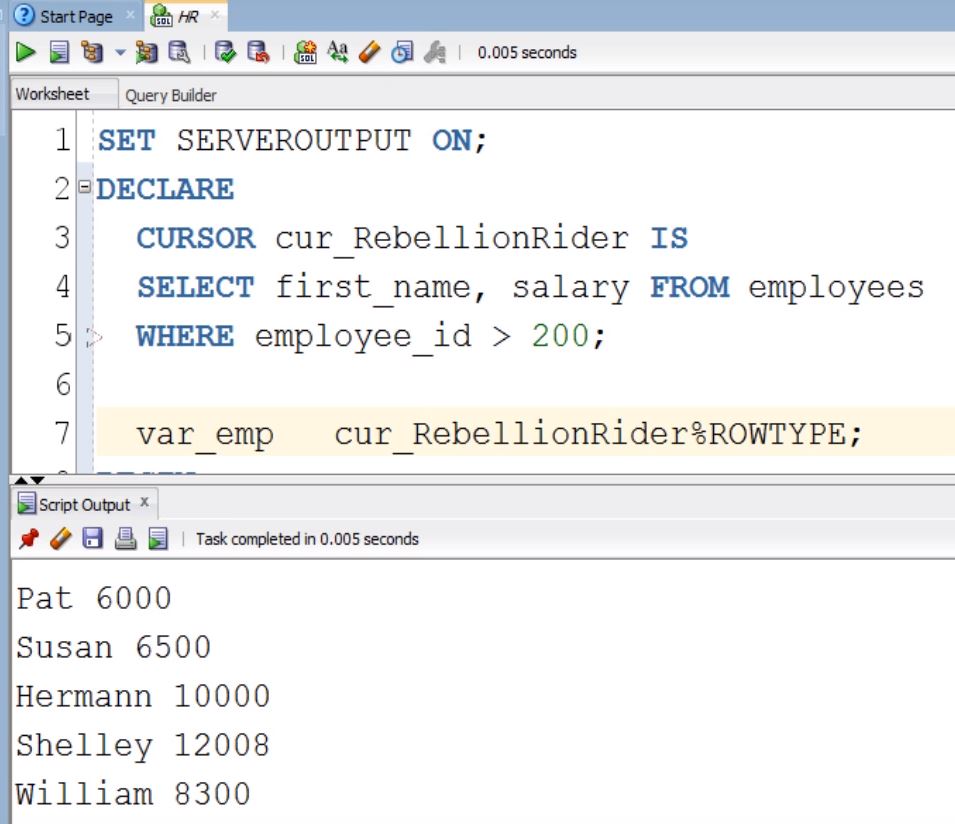 Start Page HR
0.005 seconds
Worksheet Query Builder
1 SET SERVEROUTPUT ON;
2 DECLARE
3 CURSOR cur_RebellionRider IS
4 SELECT first_name, salary FROM employees
5 WHERE employee_id > 200;
6
7 var_emp cur_RebellionRider%ROWTYPE;
Script Output x
Task completed in 0.005 seconds
Pat 6000
Susan 6500
Hermann 10000
Shelley 12008
William 8300